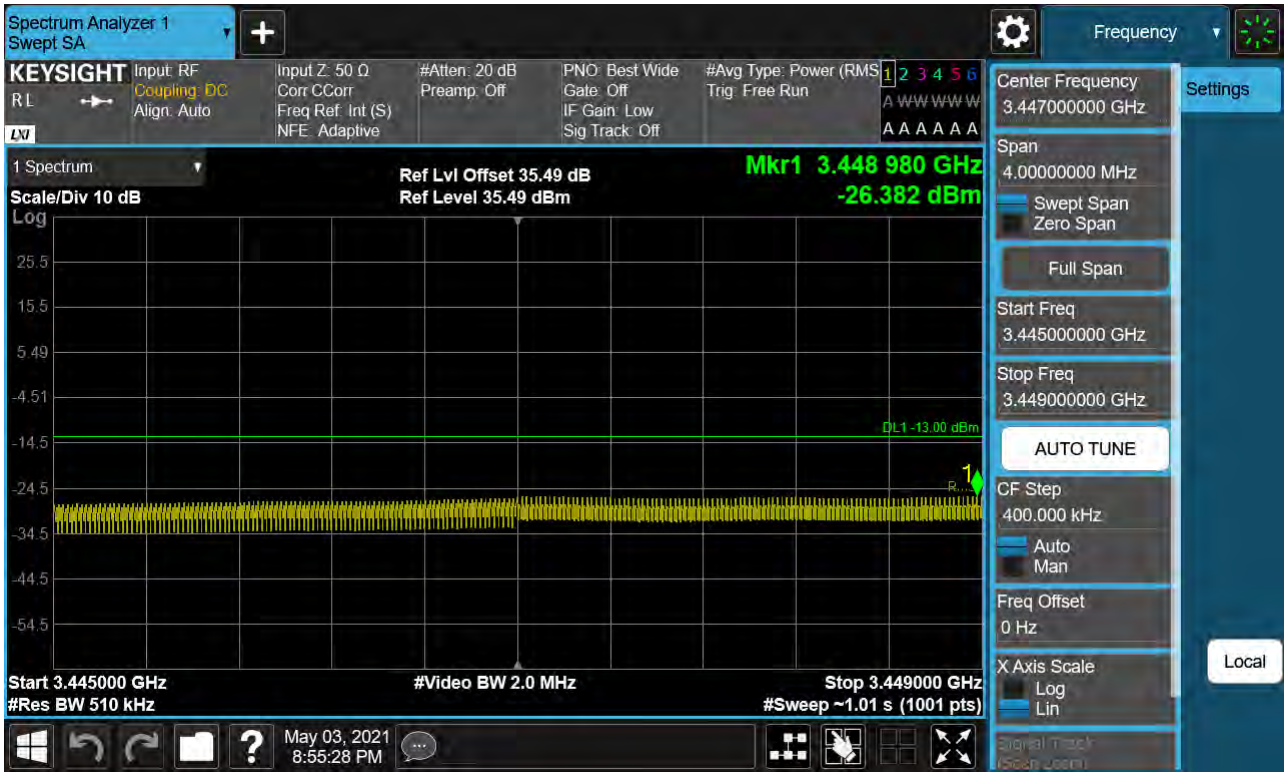 Spectrum Analyzer 1
Swept SA
Frequency
KEYSIGHT
RL
LXI
Input: RF
Coupling: DC
Align: Auto
Input Z: 50 Ω
Corr CCorr
Freq Ref: Int (S)
NFE: Adaptive
#Atten: 20 dB
Preamp: Off
PNO: Best Wide
Gate: Off
IF Gain: Low
Sig Track: Off
#Avg Type: Power (RMS
Trig: Free Run
1 2 3 4 5 6
A W W W W W
A A A A A A
1 Spectrum
Scale/Div 10 dB
Log
Ref Lvl Offset 35.49 dB
Ref Level 35.49 dBm
Mkr1 3.448 980 GHz
-26.382 dBm
25.5
15.5
5.49
-4.51
-14.5
-24.5
-34.5
-44.5
-54.5
DL1 -13.00 dBm
1
Start 3.445000 GHz
#Res BW 510 kHz
#Video BW 2.0 MHz
Stop 3.449000 GHz
#Sweep ~1.01 s (1001 pts)
May 03, 2021
8:55:28 PM
Center Frequency
3.447000000 GHz
Span
4.00000000 MHz
Swept Span
Zero Span
Full Span
Start Freq
3.445000000 GHz
Stop Freq
3.449000000 GHz
AUTO TUNE
CF Step
400.000 kHz
Auto
Man
Freq Offset
0 Hz
X Axis Scale
Log
Lin
Signal Track
(Span Zoom)
Settings
Local